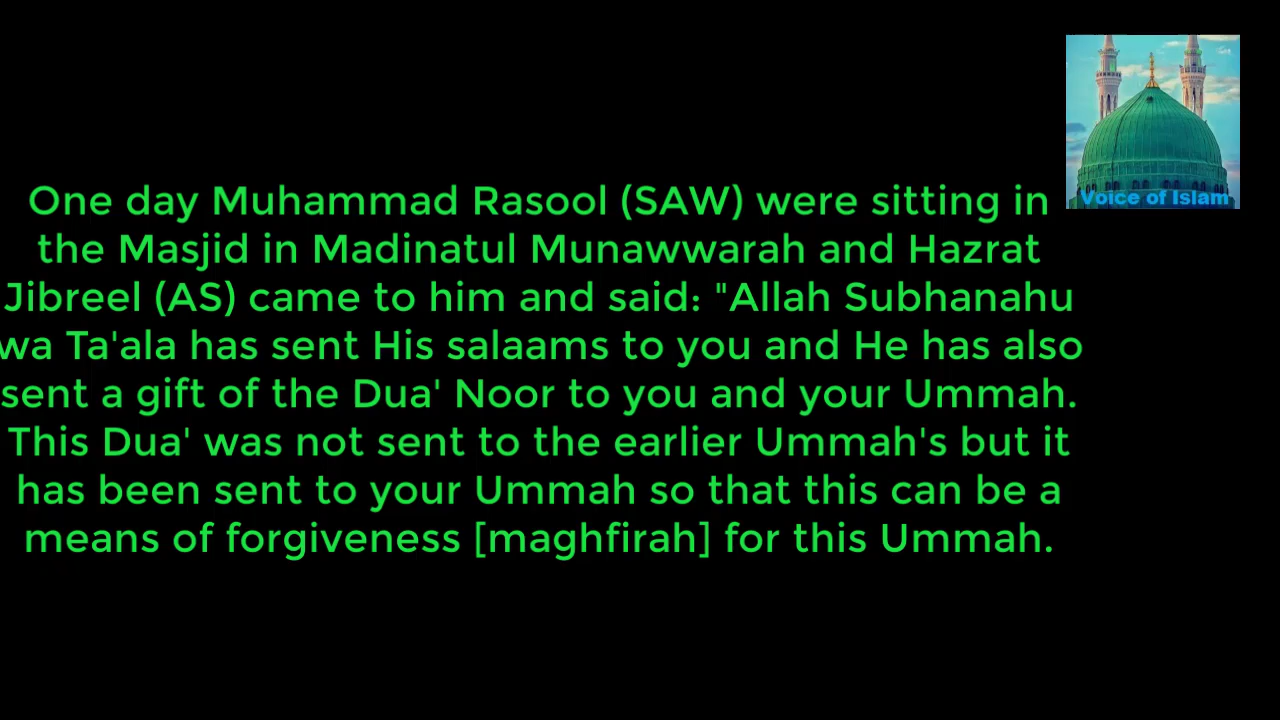 One day Muhammad Rasool (SAW) were sitting in
the Masjid in Madinatul Munawwarah and Hazrat
Jibreel (AS) came to him and said: "Allah Subhanahu
wa Ta'ala has sent His salaams to you and He has also
sent a gift of the Dua' Noor to you and your Ummah.
This Dua' was not sent to the earlier Ummah's but it
has been sent to your Ummah so that this can be a
means of forgiveness [maghfirah] for this Ummah.
Voice of Islam